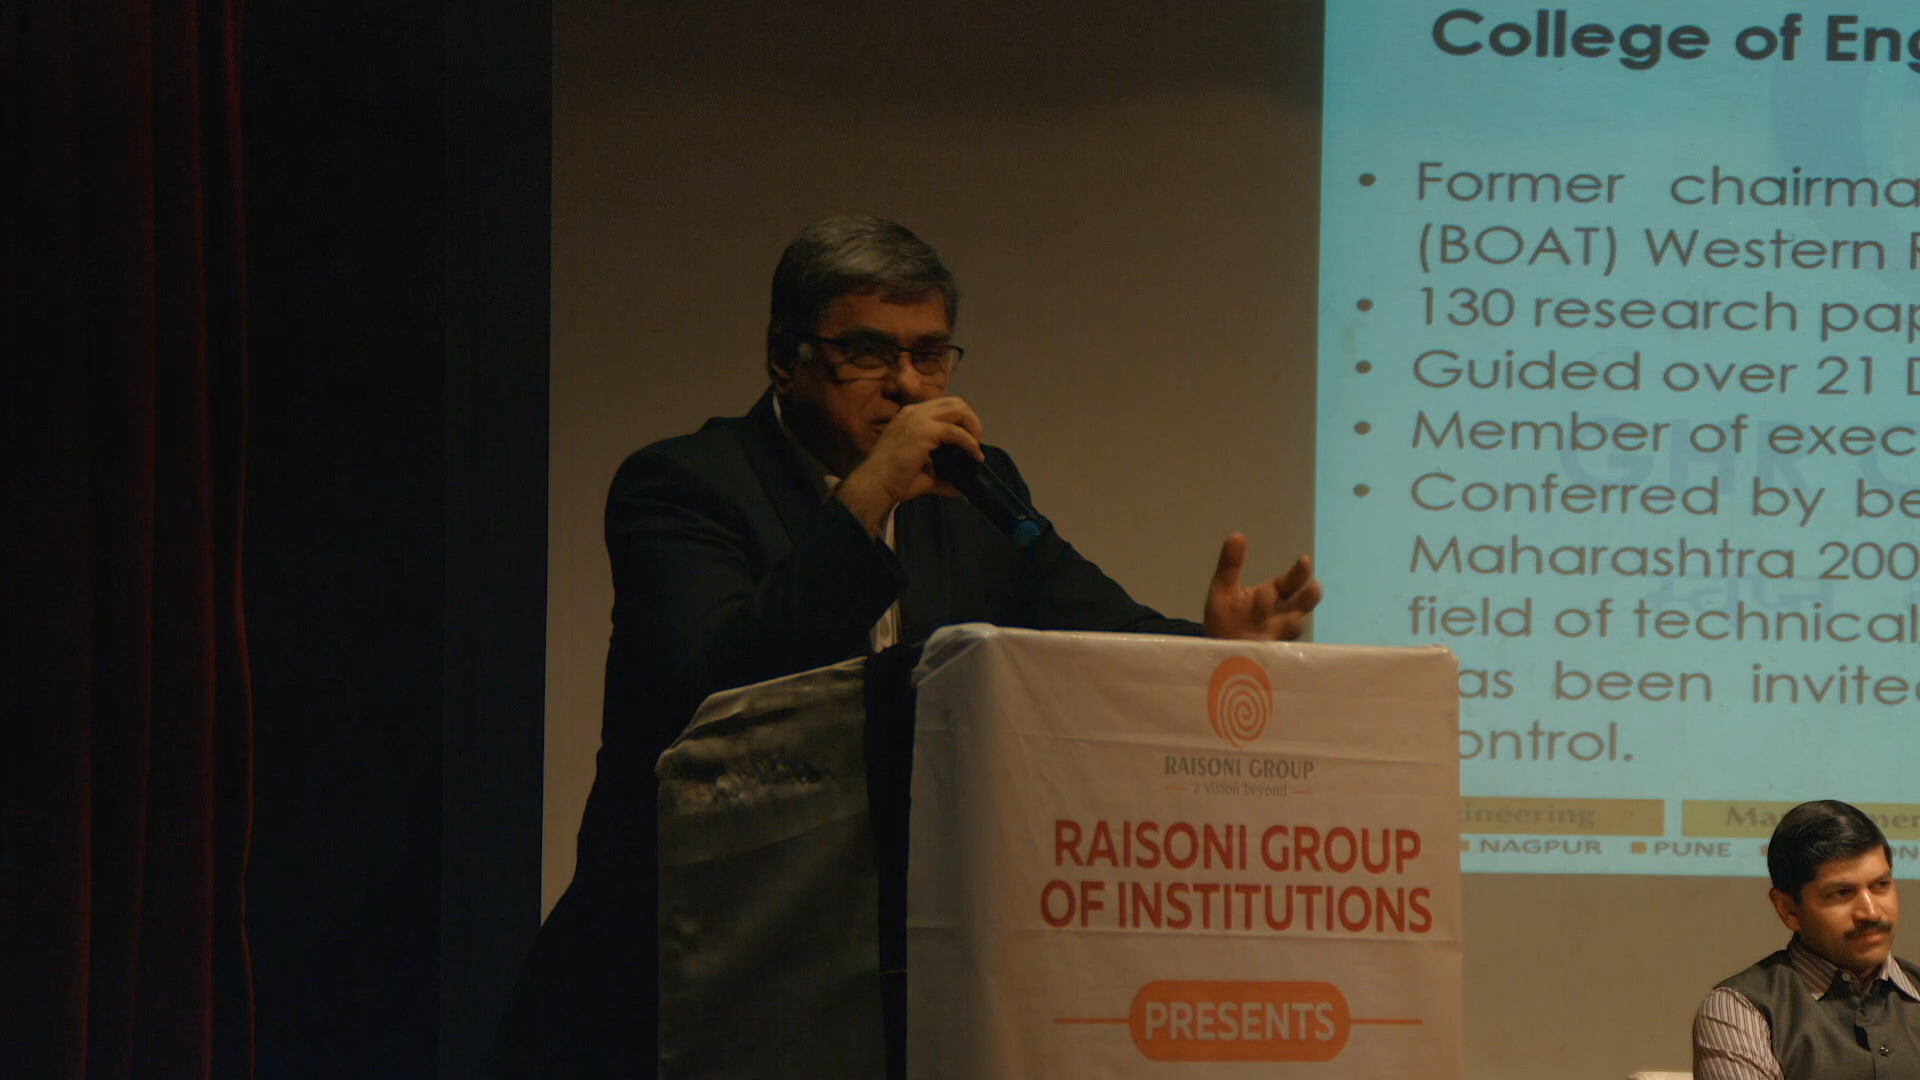 College of Eng
• Former chairma
(BOAT) Western R
• 130 research pap
• Guided over 21 D
• Member of exec
• Conferred by be
Maharashtra 200
field of technical
as been invite
ontrol.
GHR
ineering
NAGPUR PUNE
RAISONI GROUP
a vision beyond
RAISONI GROUP
OF INSTITUTIONS
PRESENTS